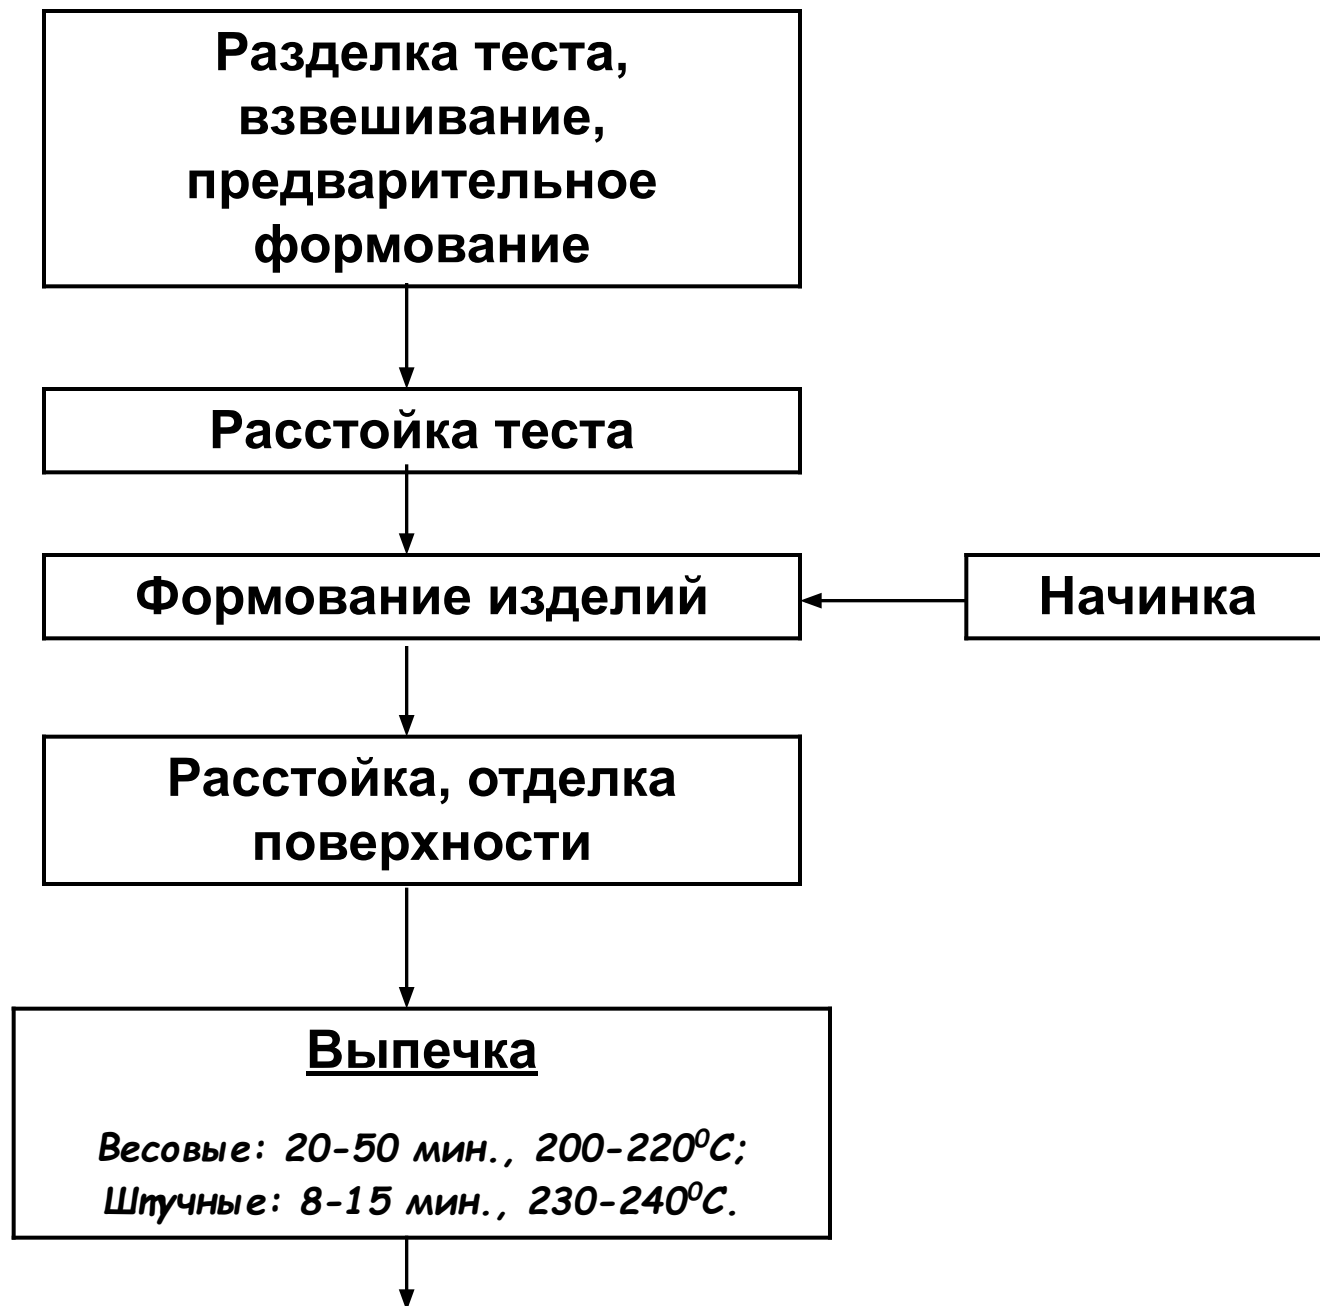 Разделка теста,
взвешивание,
предварительное
формование
Расстойка теста
Формование изделий
Начинка
Расстойка, отделка
поверхности
Выпечка
Весовые: 20-50 мин., 200-220⁰С;
Штучные: 8-15 мин., 230-240⁰С.